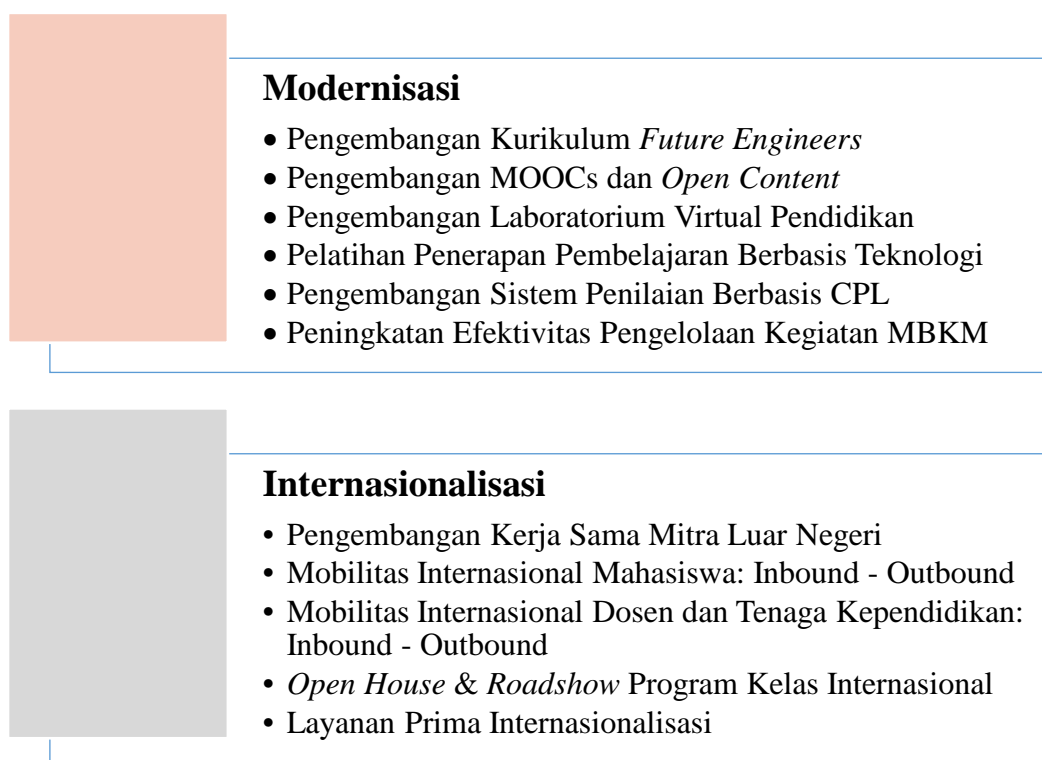 Modernisasi
• Pengembangan Kurikulum Future Engineers
• Pengembangan MOOCs dan Open Content
• Pengembangan Laboratorium Virtual Pendidikan
• Pelatihan Penerapan Pembelajaran Berbasis Teknologi
• Pengembangan Sistem Penilaian Berbasis CPL
• Peningkatan Efektivitas Pengelolaan Kegiatan MBKM
Internasionalisasi
• Pengembangan Kerja Sama Mitra Luar Negeri
• Mobilitas Internasional Mahasiswa: Inbound - Outbound
• Mobilitas Internasional Dosen dan Tenaga Kependidikan:
Inbound - Outbound
• Open House & Roadshow Program Kelas Internasional
• Layanan Prima Internasionalisasi